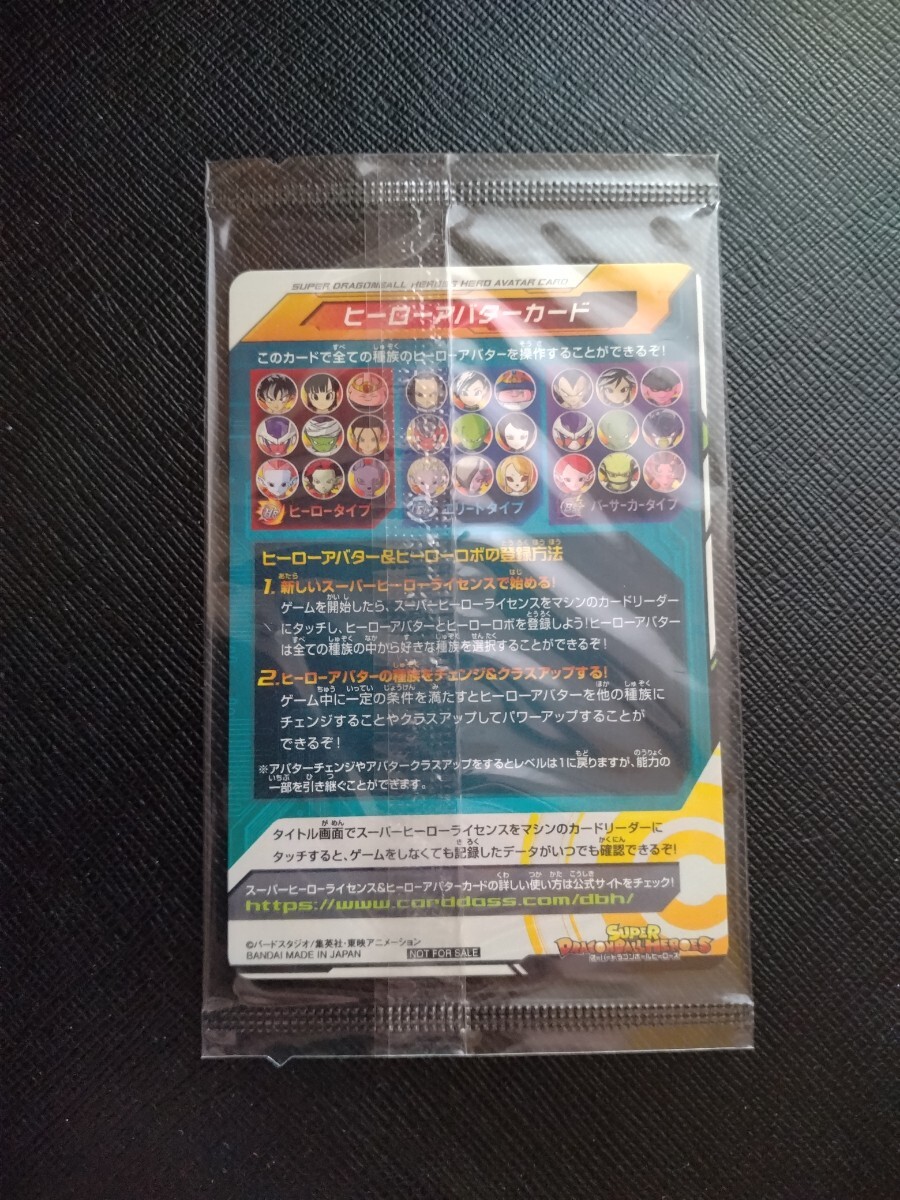 SUPER DRAGONBALL HEROES HERO AVATAR CARD
ヒーローアバターカード
このカードで全ての種族のヒーローアバターを操作することができるぞ!
ヒーロータイプ
エリートタイプ
バーサーカータイプ
ヒーローアバター&ヒーローロボの登録方法
1. 新しいスーパーヒーローライセンスで始める!
ゲームを開始したら、スーパーヒーローライセンスをマシンのカードリーダー
にタッチし、ヒーローアバターとヒーローロボを登録しよう!ヒーローアバター
は全ての種族の中から好きな種族を選択することができるぞ!
2. ヒーローアバターの種族をチェンジ&クラスアップする!
ゲーム中に一定の条件を満たすとヒーローアバターを他の種族に
チェンジすることやクラスアップしてパワーアップすることが
できるぞ!
※アバターチェンジやアバタークラスアップをするとレベルは1に戻りますが、能力の
一部を引き継ぐことができます。
タイトル画面でスーパーヒーローライセンスをマシンのカードリーダーに
タッチすると、ゲームをしなくても記録したデータがいつでも確認できるぞ!
スーパーヒーローライセンス&ヒーローアバターカードの詳しい使い方は公式サイトをチェック!
https://www.carddass.com/dbh/
©バードスタジオ/集英社・東映アニメーション
BANDAI MADE IN JAPAN
NOT FOR SALE
SUPER
DRAGONBALL HEROES
スーパードラゴンボールヒーローズ